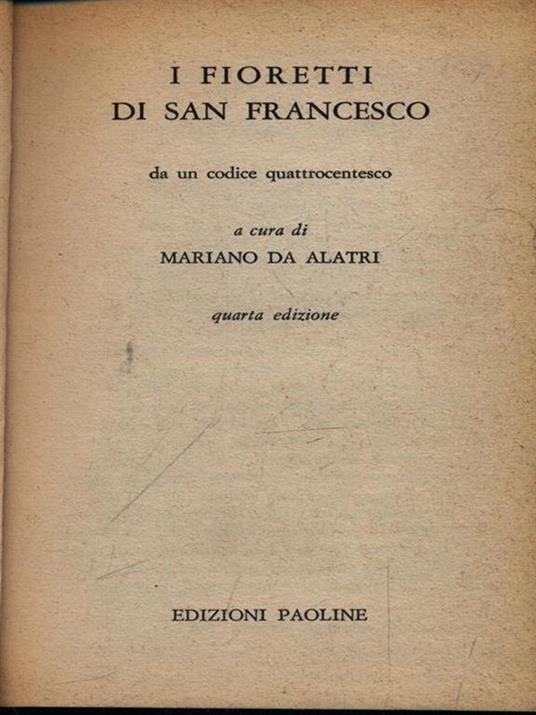 I FIORETTI
DI SAN FRANCESCO
da un codice quattrocentesco
a cura di
MARIANO DA ALATRI
quarta edizione
EDIZIONI PAOLINE